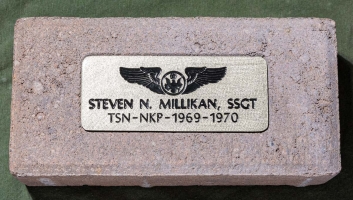 STEVEN N. MILLIKAN, SSGT
TSN-NKP-1969-1970